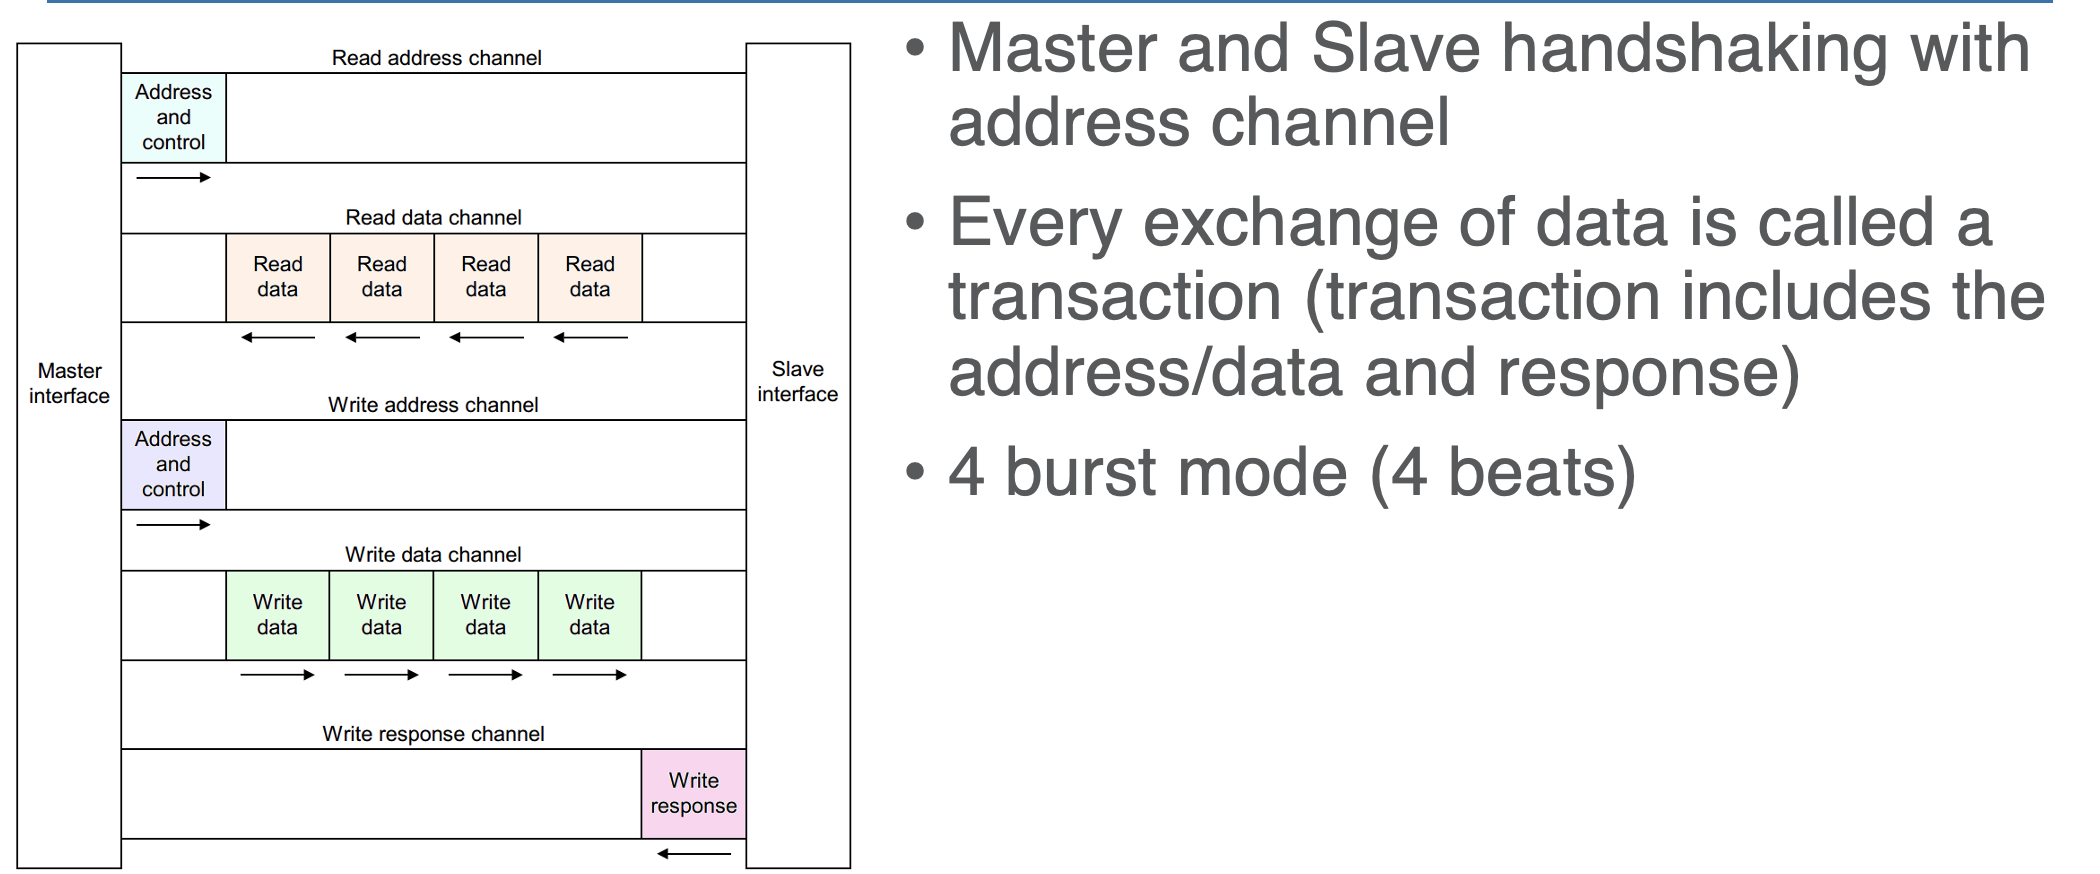 Read address channel
Address
and
control
Read data channel
Read
data
Read
data
Read
data
Read
data
Master
interface
Slave
interface
Write address channel
Address
and
control
Write data channel
Write
data
Write
data
Write
data
Write
data
Write response channel
Write
response
• Master and Slave handshaking with
address channel
• Every exchange of data is called a
transaction (transaction includes the
address/data and response)
• 4 burst mode (4 beats)